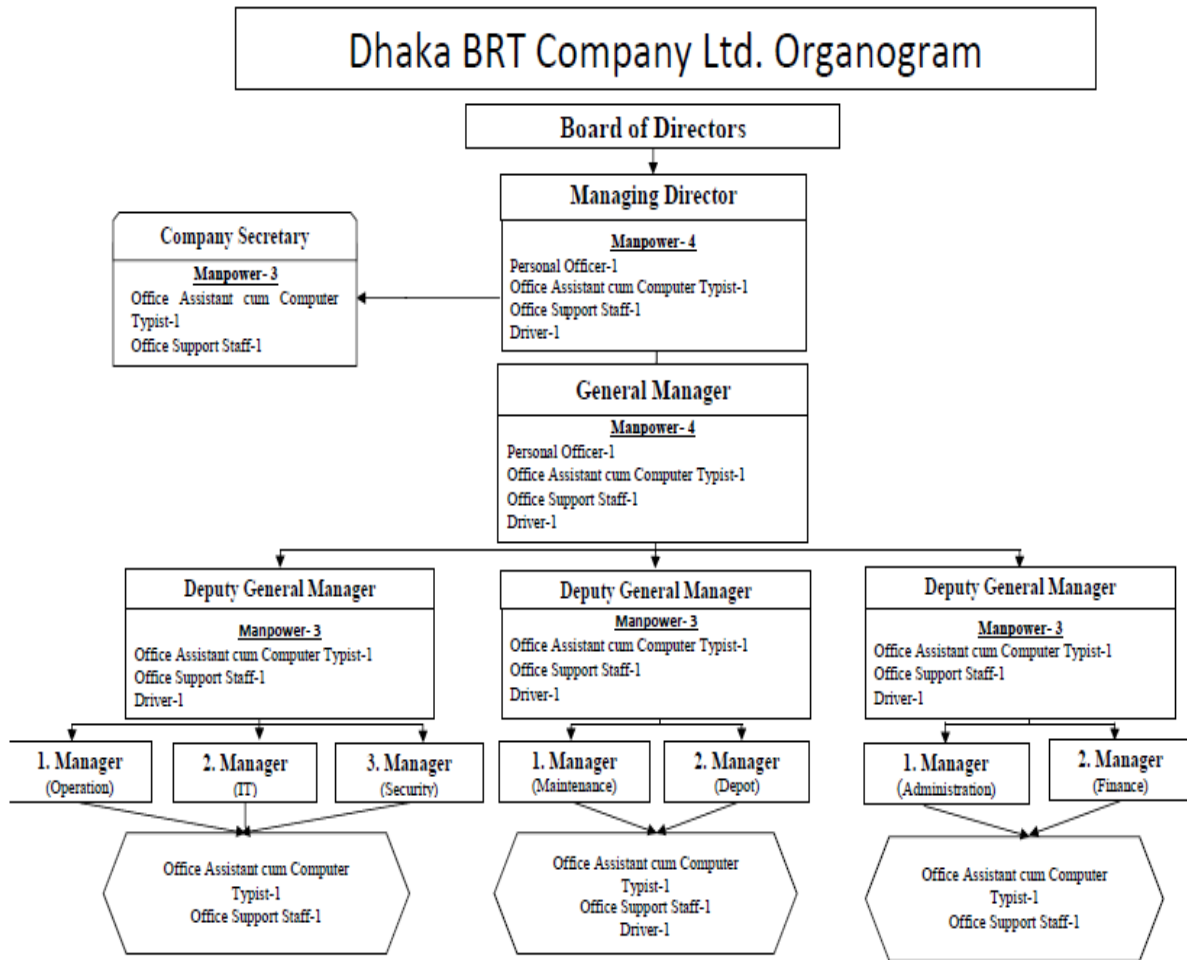 Dhaka BRT Company Ltd. Organogram
Board of Directors
Managing Director
Manpower- 4
Personal Officer-1
Office Assistant cum Computer Typist-1
Office Support Staff-1
Driver-1
Company Secretary
Manpower- 3
Office Assistant cum Computer
Typist-1
Office Support Staff-1
General Manager
Manpower- 4
Personal Officer-1
Office Assistant cum Computer Typist-1
Office Support Staff-1
Driver-1
Deputy General Manager
Manpower- 3
Office Assistant cum Computer Typist-1
Office Support Staff-1
Driver-1
Deputy General Manager
Manpower- 3
Office Assistant cum Computer Typist-1
Office Support Staff-1
Driver-1
Deputy General Manager
Manpower- 3
Office Assistant cum Computer Typist-1
Office Support Staff-1
Driver-1
1. Manager
(Operation)
2. Manager
(IT)
3. Manager
(Security)
1. Manager
(Maintenance)
2. Manager
(Depot)
1. Manager
(Administration)
2. Manager
(Finance)
Office Assistant cum Computer
Typist-1
Office Support Staff-1
Office Assistant cum Computer
Typist-1
Office Support Staff-1
Driver-1
Office Assistant cum Computer
Typist-1
Office Support Staff-1